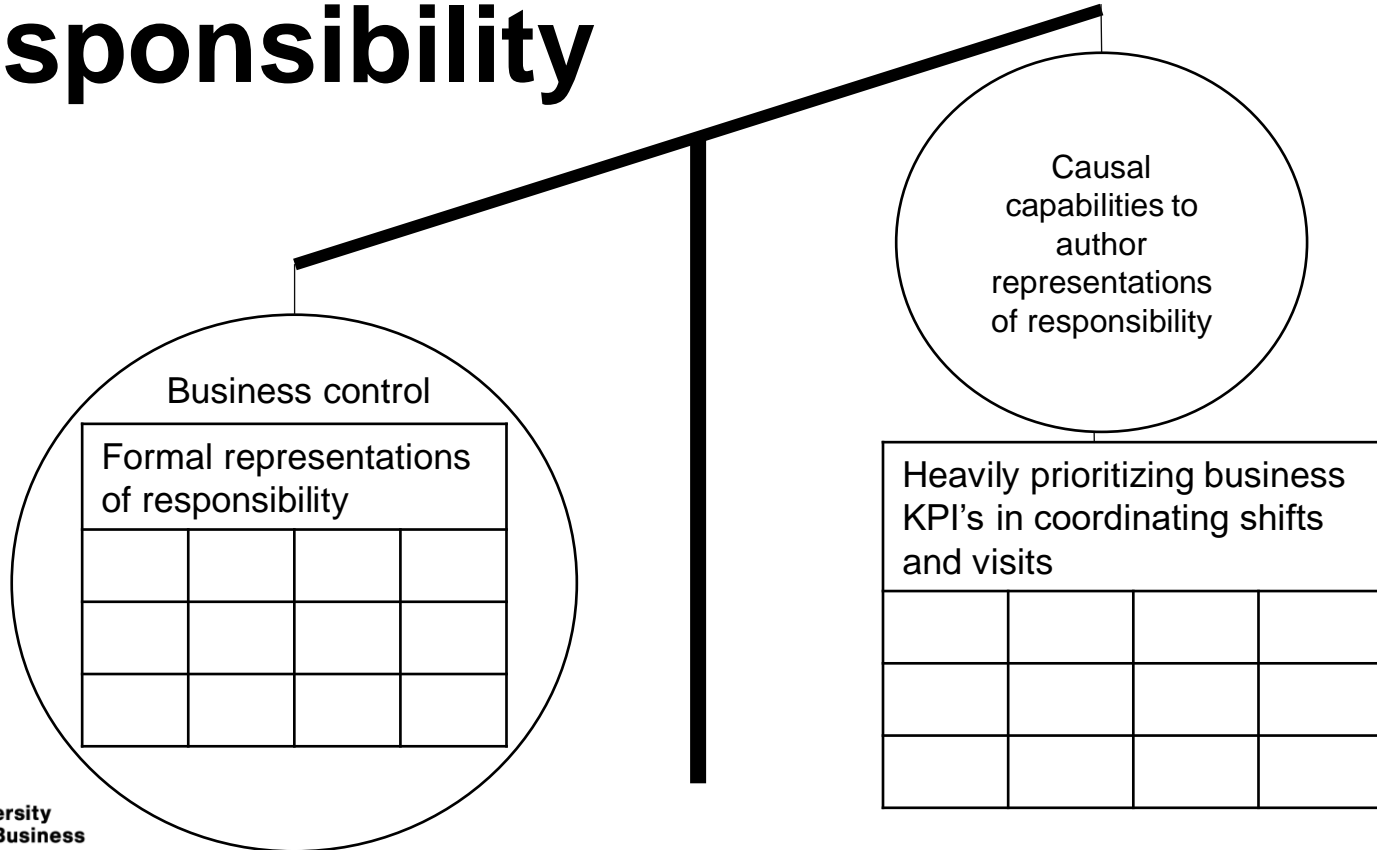 sponsibility
Causal
capabilities to
author
representations
of responsibility
Business control
Formal representations
of responsibility
Heavily prioritizing business
KPI's in coordinating shifts
and visits
ersity
Business